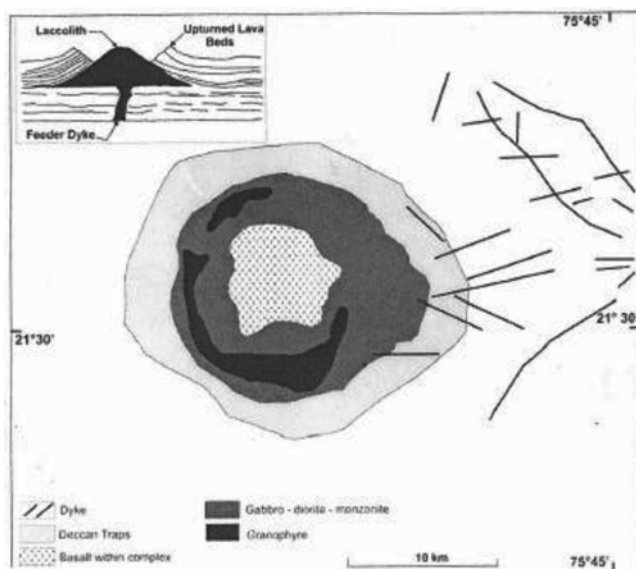 Laccolith
Upturned Lava
Beds
Feeder Dyke
75°45'
21°30'
21° 30'
Dyke
Deccan Traps
Basalt within complex
Gabbro - diorite - monzonite
Granophyre
10 km
75°45'